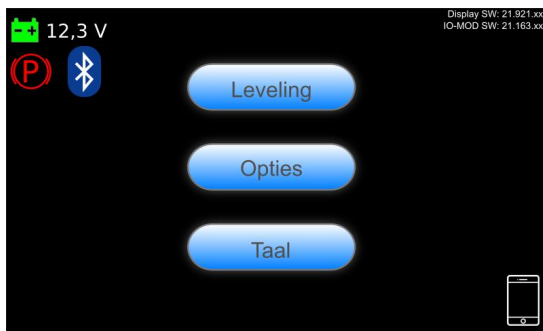 12,3 V
Display SW: 21.921.xx
IO-MOD SW: 21.163.xx
P
Leveling
Opties
Taal